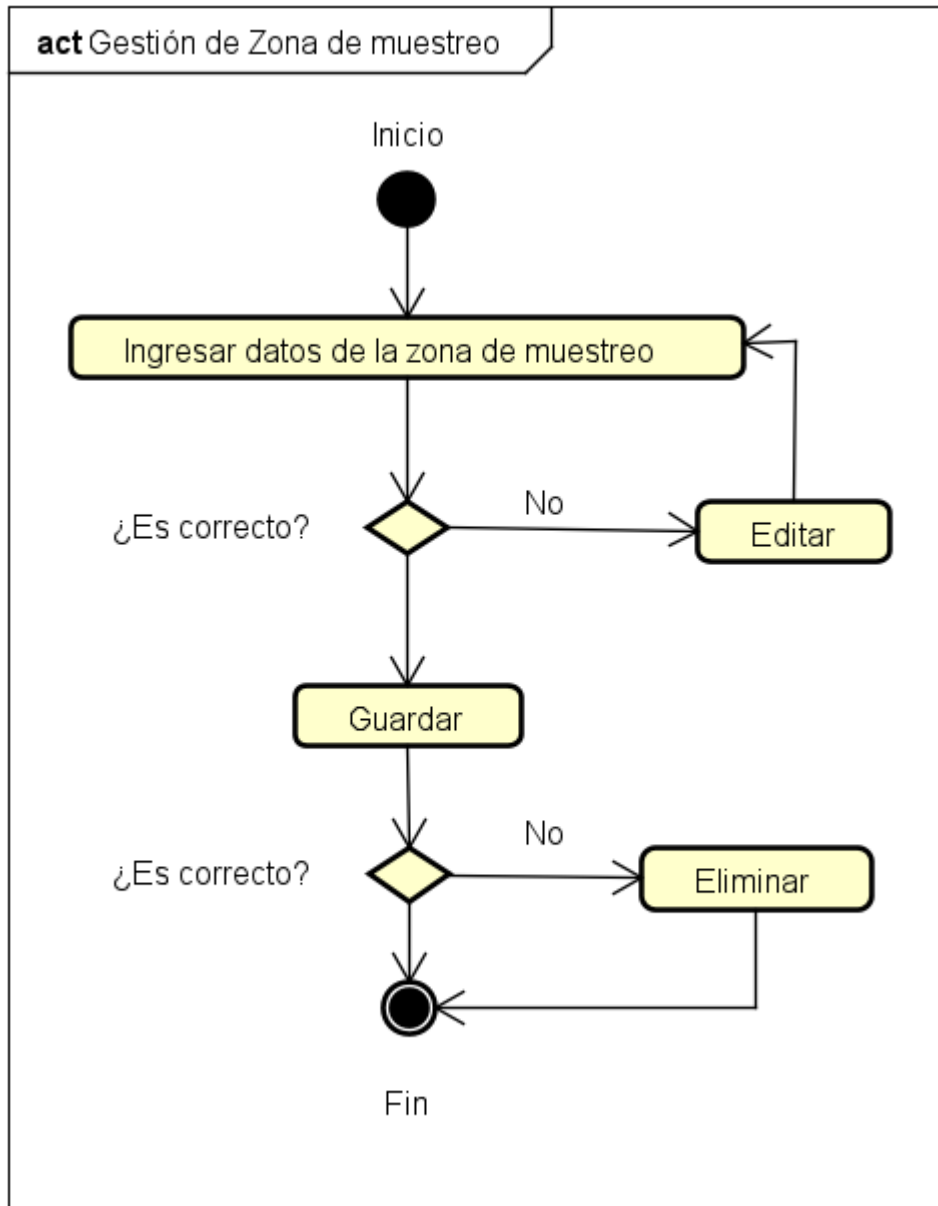 act Gestión de Zona de muestreo
Inicio
Ingresar datos de la zona de muestreo
¿Es correcto?
No
Editar
Guardar
¿Es correcto?
No
Eliminar
Fin